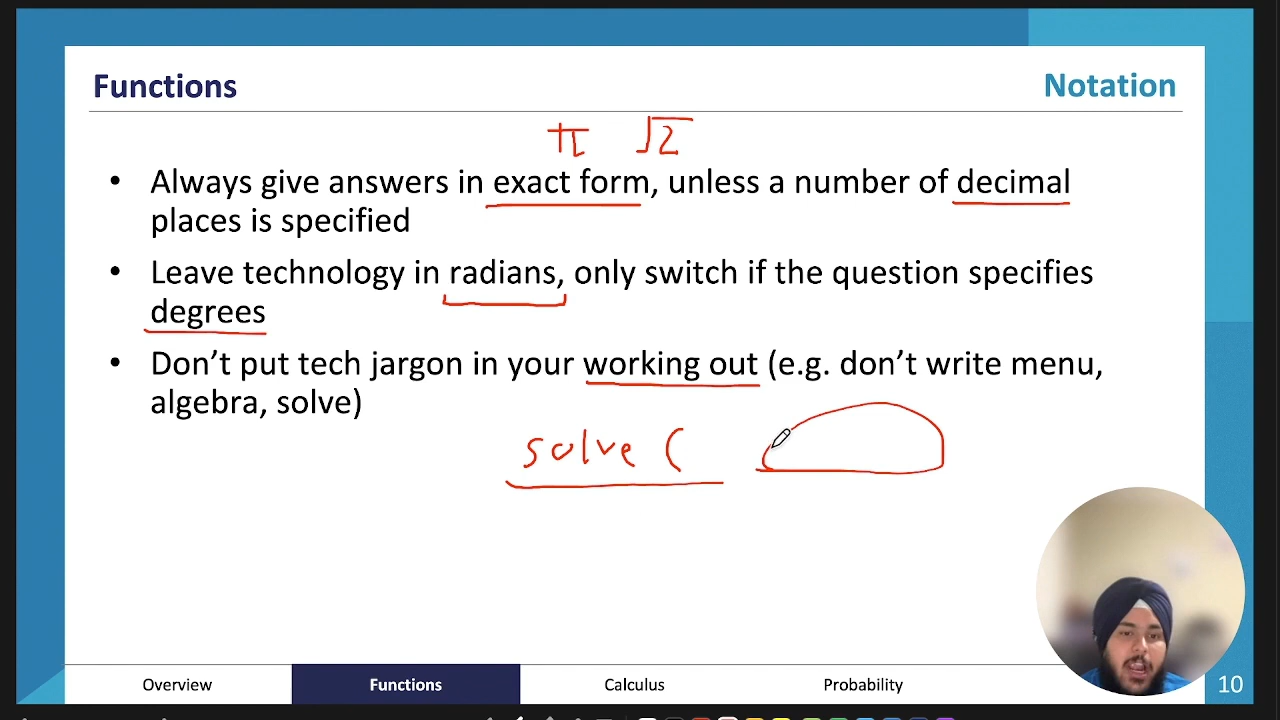 Functions
Notation
π √2
• Always give answers in exact form, unless a number of decimal
places is specified
• Leave technology in radians, only switch if the question specifies
degrees
• Don't put tech jargon in your working out (e.g. don't write menu,
algebra, solve)
solve (
Overview
Functions
Calculus
Probability
10